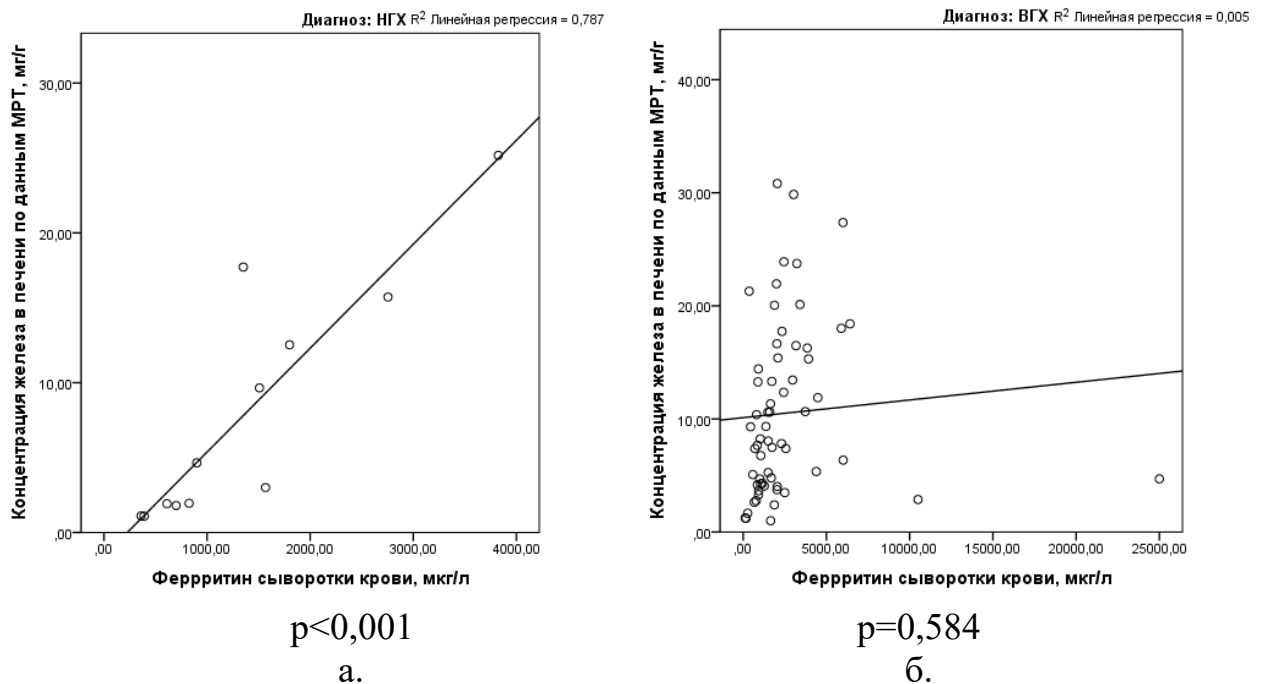 Диагноз: НГХ R2 Линейная регрессия = 0,787
Концентрация железа в печени по данным МРТ, мг/г
30,00
20,00
10,00
,00
,00 1000,00 2000,00 3000,00 4000,00
Феррритин сыворотки крови, мкг/л
p<0,001
а.
Диагноз: ВГХ R2 Линейная регрессия = 0,005
Концентрация железа в печени по данным МРТ, мг/г
40,00
30,00
20,00
10,00
,00
,00 5000,00 10000,00 15000,00 20000,00 25000,00
Феррритин сыворотки крови, мкг/л
p=0,584
б.